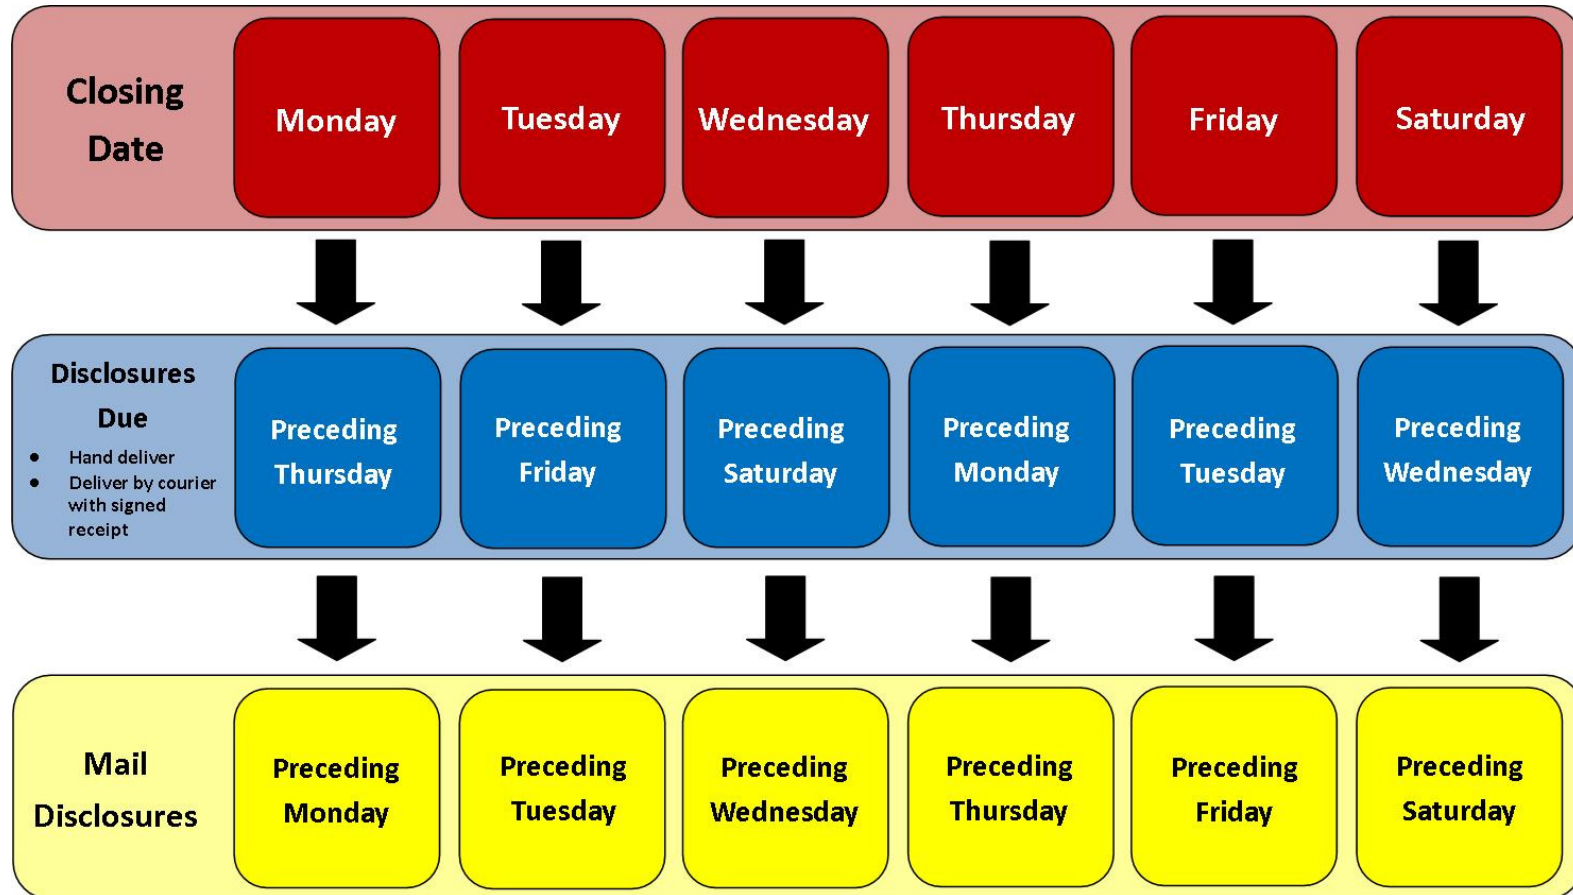 Closing
Date
Monday
Tuesday
Wednesday
Thursday
Friday
Saturday
Disclosures
Due
● Hand deliver
● Deliver by courier
with signed
receipt
Preceding
Thursday
Preceding
Friday
Preceding
Saturday
Preceding
Monday
Preceding
Tuesday
Preceding
Wednesday
Mail
Disclosures
Preceding
Monday
Preceding
Tuesday
Preceding
Wednesday
Preceding
Thursday
Preceding
Friday
Preceding
Saturday